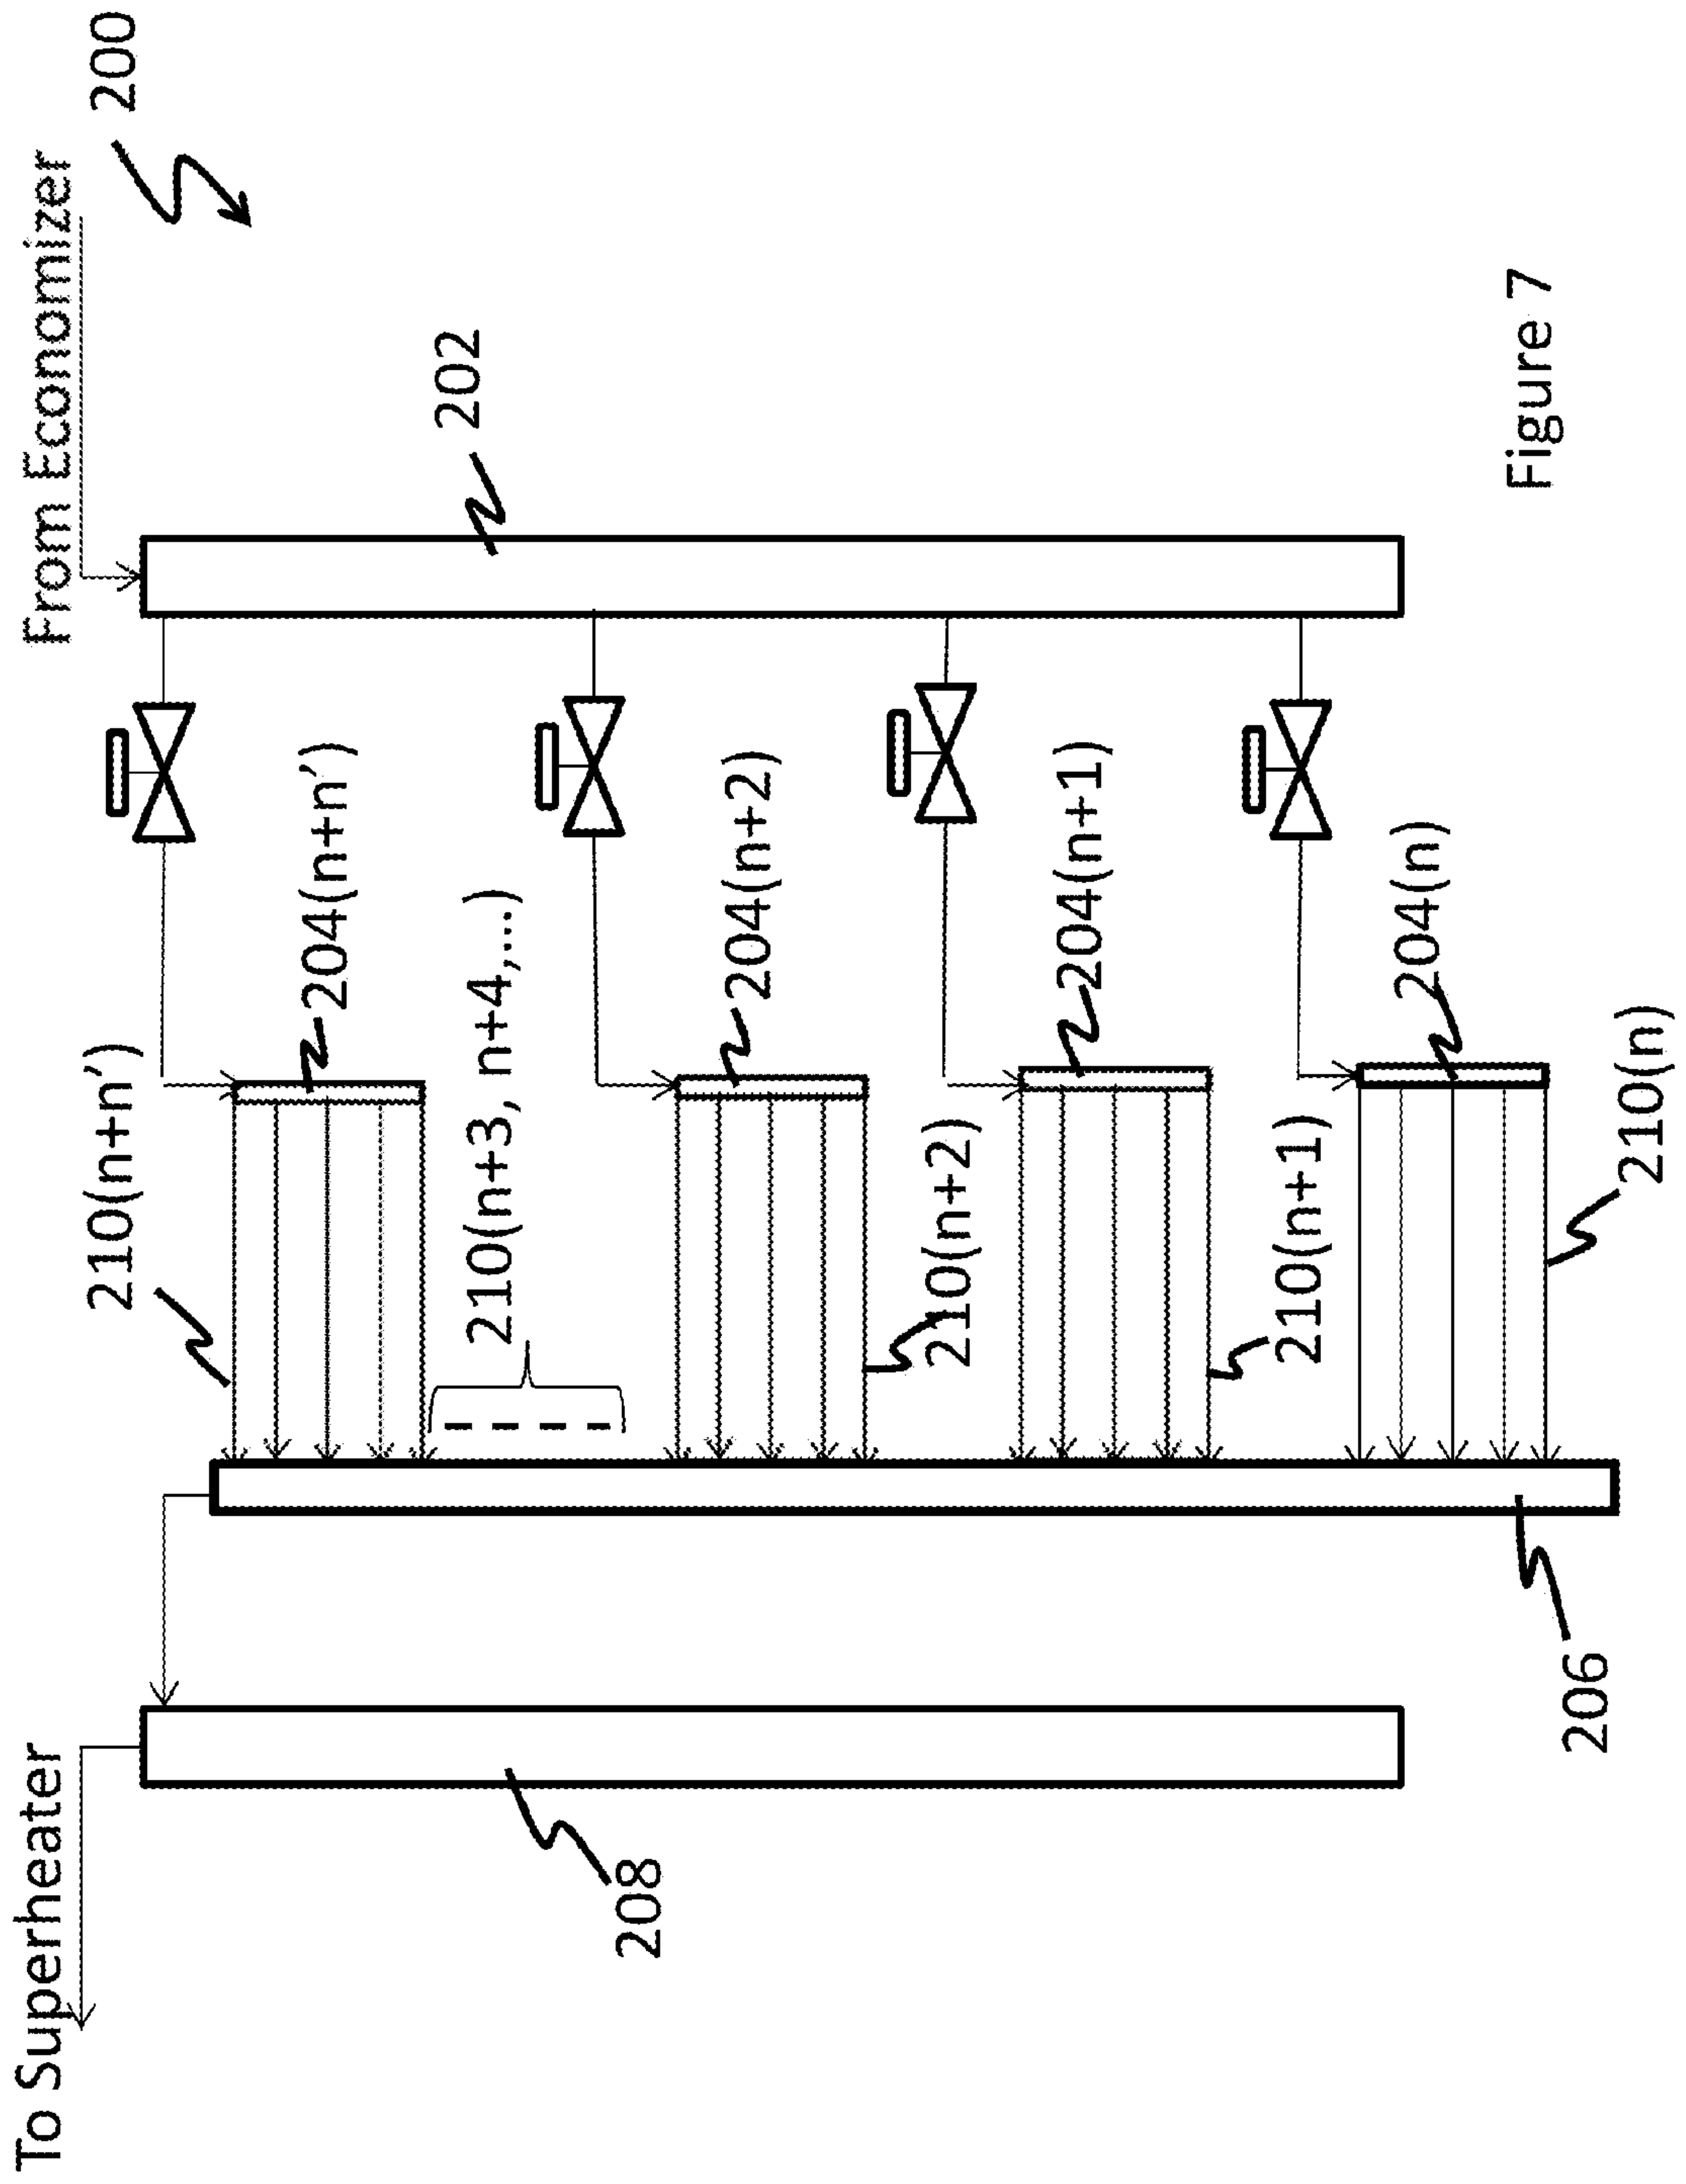 To Superheater
From Economizer
200
210(n+n’)
204(n+n’)
208
210(n+3, n+4,...)
202
204(n+2)
210(n+2)
204(n+1)
210(n+1)
204(n)
206
210(n)
Figure 7